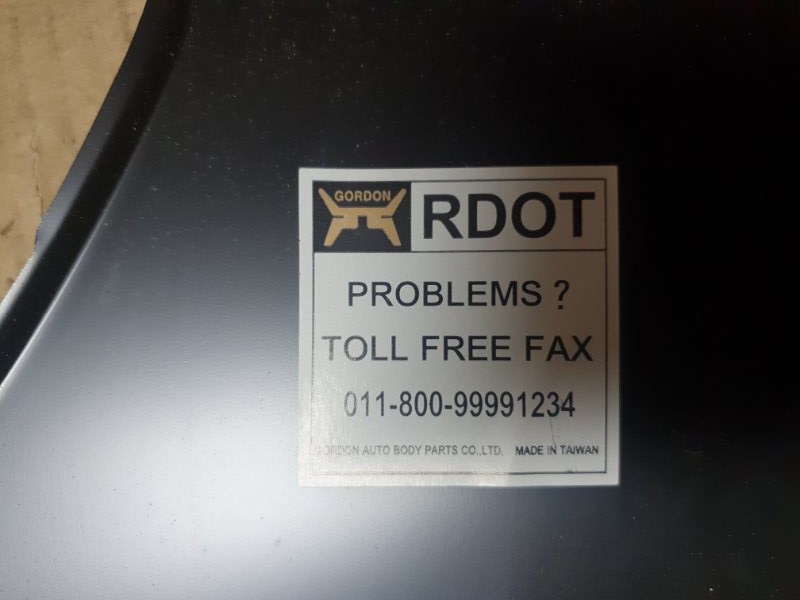 GORDON
RDOT
PROBLEMS ?
TOLL FREE FAX
011-800-99991234
GORDON AUTO BODY PARTS CO.,LTD. MADE IN TAIWAN